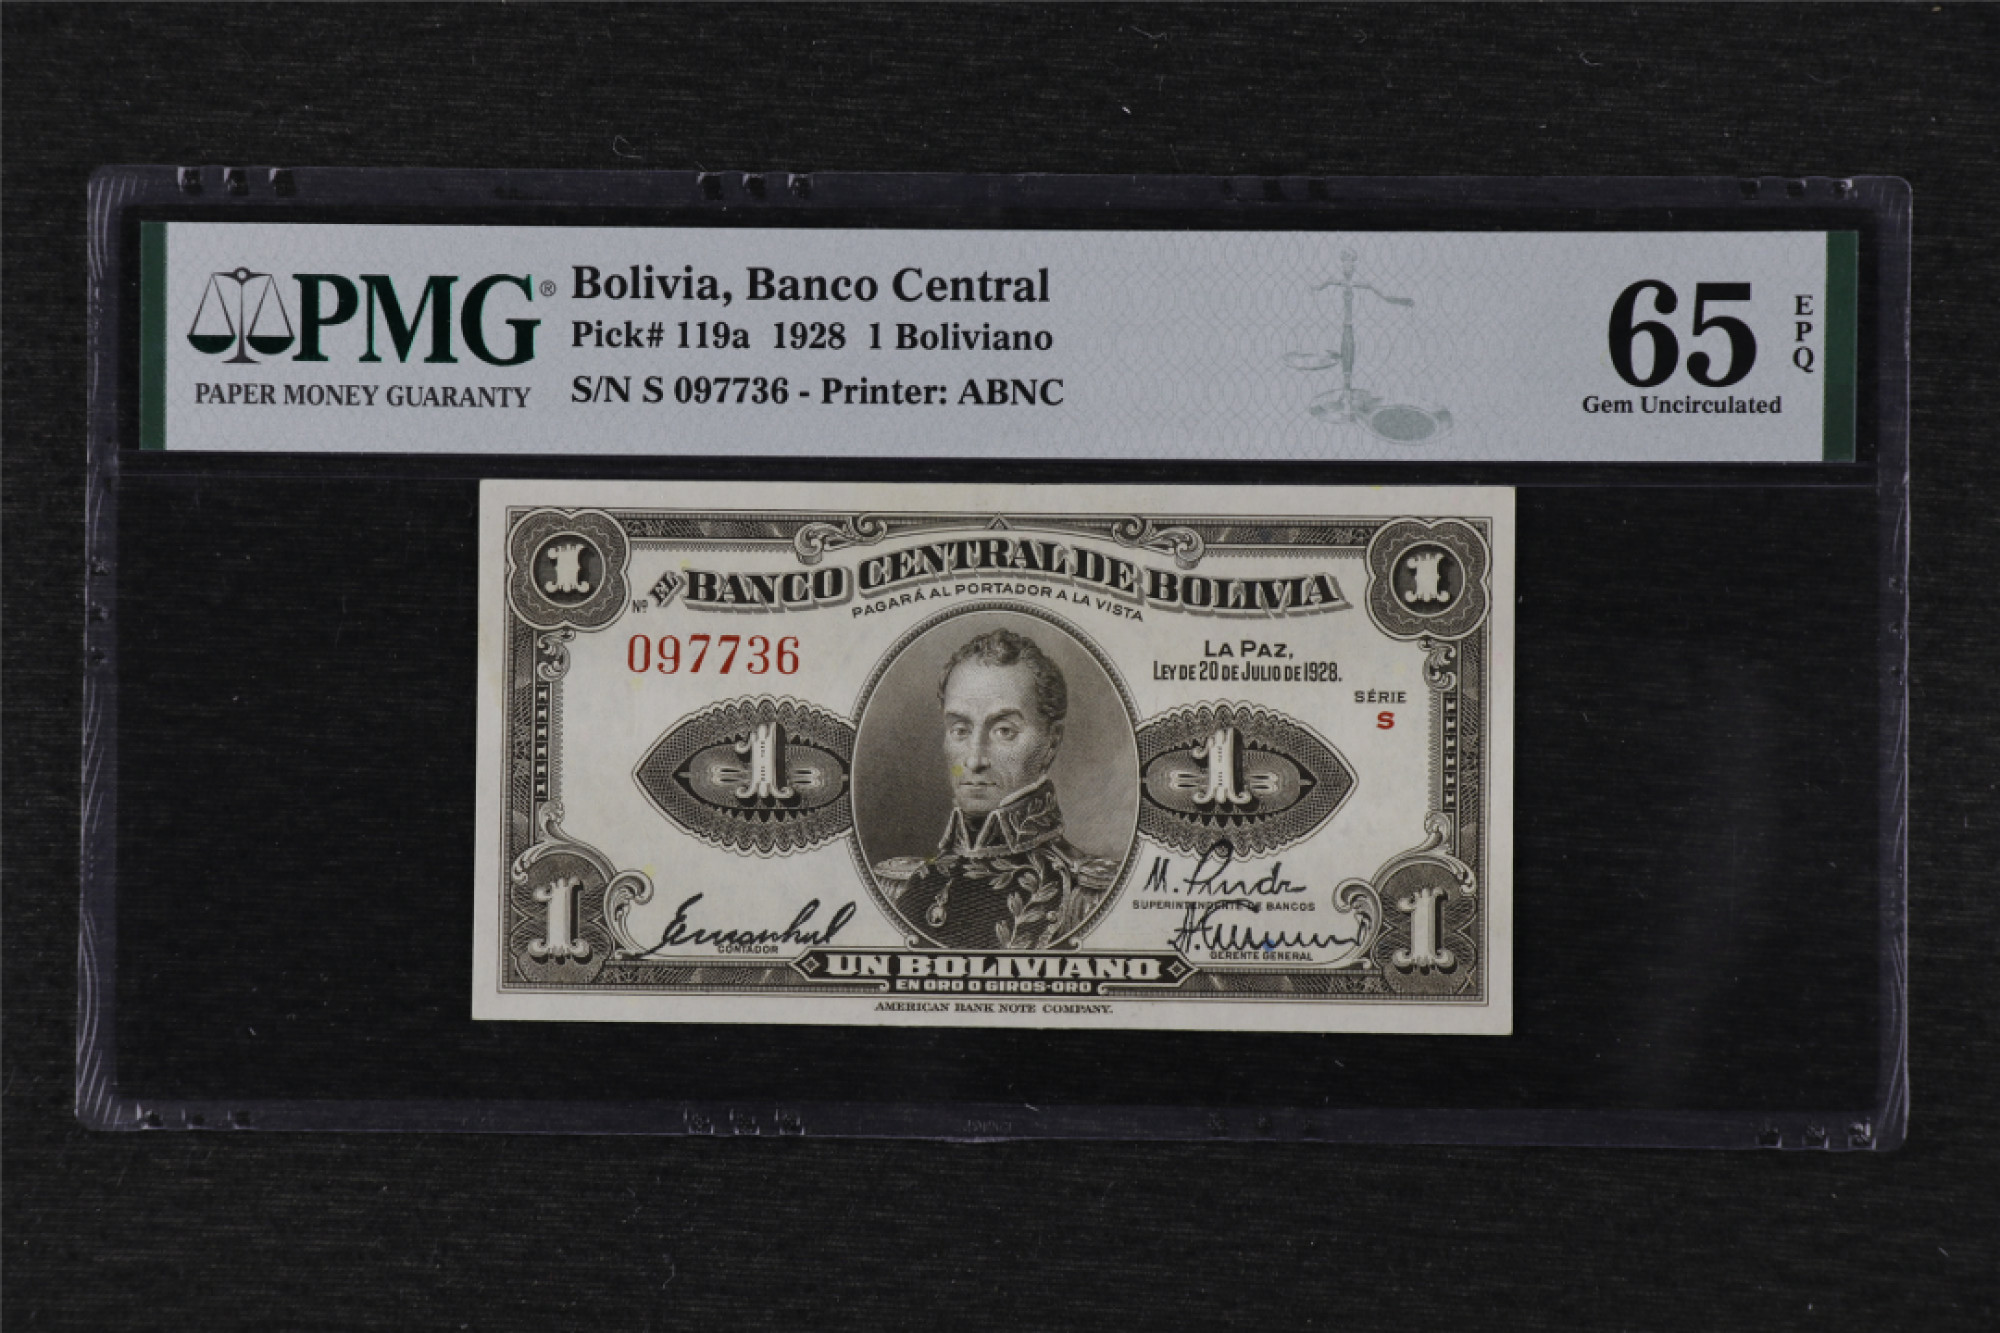 PMG®
PAPER MONEY GUARANTY
Bolivia, Banco Central
Pick# 119a 1928 1 Boliviano
S/N S 097736 - Printer: ABNC
65
EPQ
Gem Uncirculated
1
1
EL BANCO CENTRAL DE BOLIVIA
PAGARÁ AL PORTADOR A LA VISTA
Nº
097736
LA PAZ,
LEY DE 20 DE JULIO DE 1928.
SÉRIE
S
1
1
SUPERINTENDENTE DE BANCOS
CONTADOR
GERENTE GENERAL
1
1
UN BOLIVIANO
EN ORO O GIROS-ORO
AMERICAN BANK NOTE COMPANY.